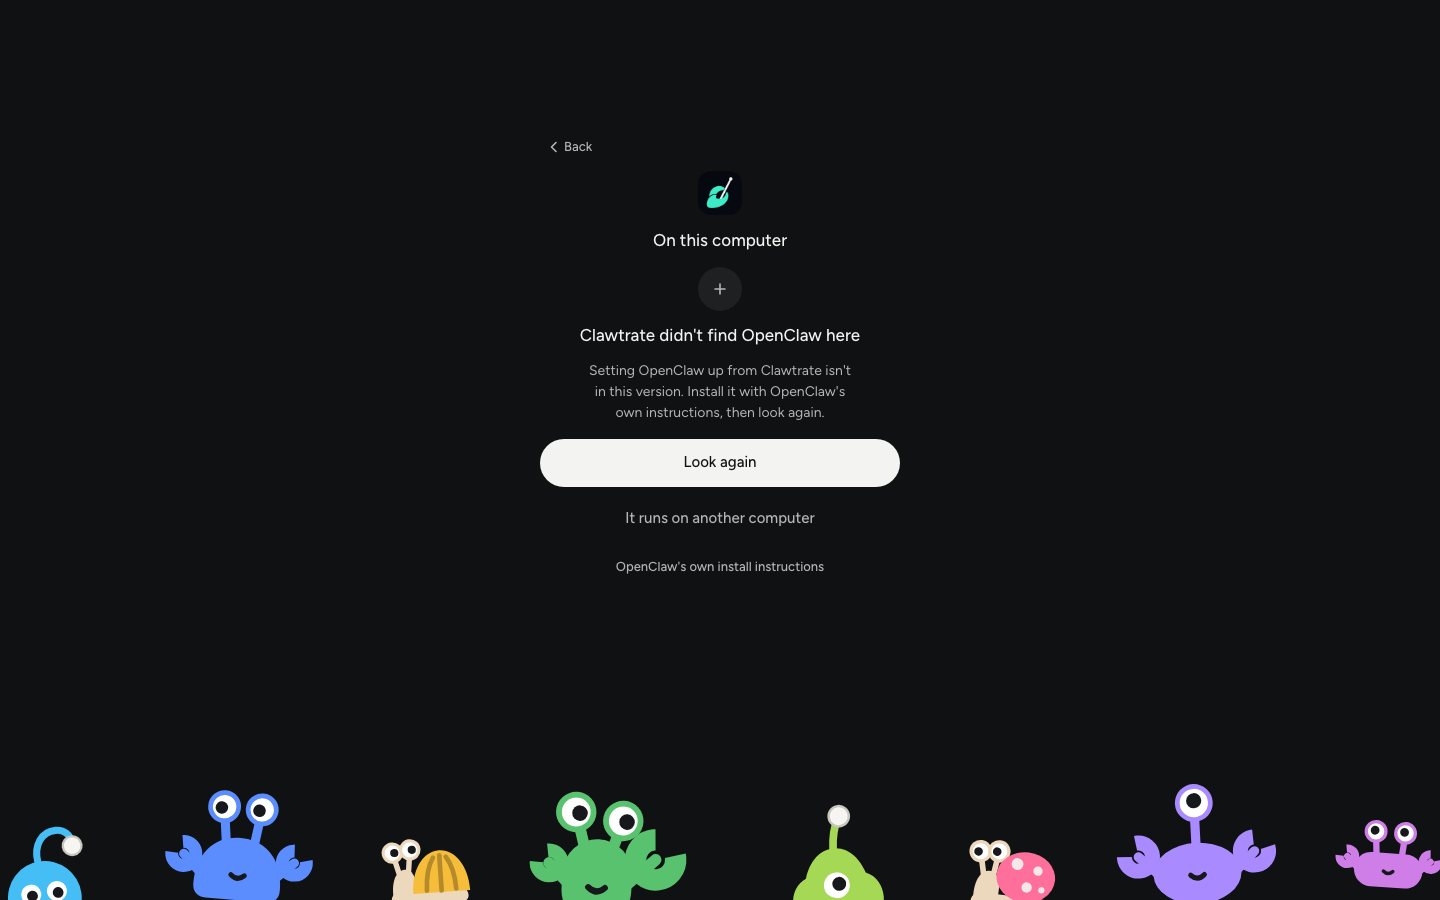 Back
On this computer
Clawtrate didn't find OpenClaw here
Setting OpenClaw up from Clawtrate isn't
in this version. Install it with OpenClaw's
own instructions, then look again.
Look again
It runs on another computer
OpenClaw's own install instructions